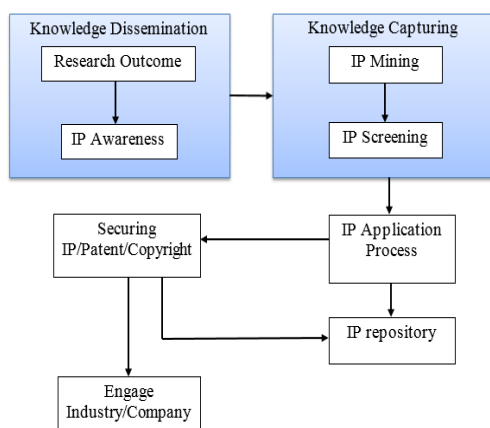 Knowledge Dissemination
Research Outcome
IP Awareness
Knowledge Capturing
IP Mining
IP Screening
Securing
IP/Patent/Copyright
IP Application
Process
IP repository
Engage
Industry/Company